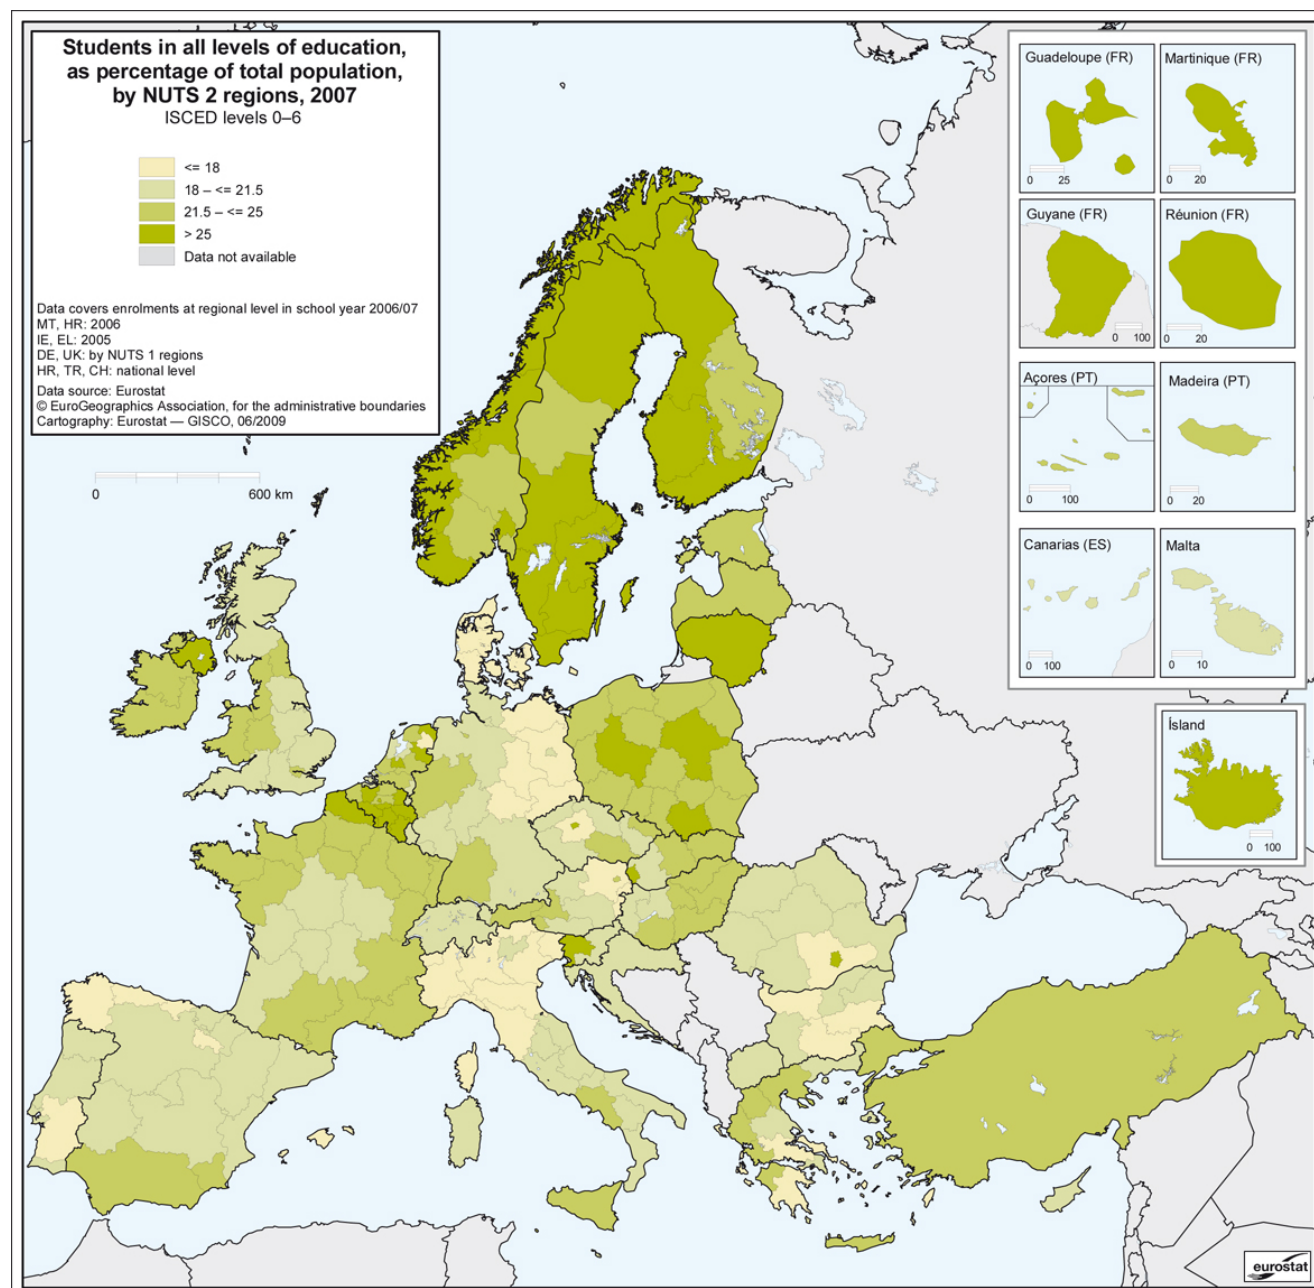 Students in all levels of education,
as percentage of total population,
by NUTS 2 regions, 2007
ISCED levels 0–6
<= 18
18 – <= 21.5
21.5 – <= 25
> 25
Data not available
Data covers enrolments at regional level in school year 2006/07
MT, HR: 2006
IE, EL: 2005
DE, UK: by NUTS 1 regions
HR, TR, CH: national level
Data source: Eurostat
© EuroGeographics Association, for the administrative boundaries
Cartography: Eurostat — GISCO, 06/2009
0 600 km
Guadeloupe (FR)
0 25
Martinique (FR)
0 20
Guyane (FR)
0 100
Réunion (FR)
0 20
Açores (PT)
0 100
Madeira (PT)
0 20
Canarias (ES)
0 100
Malta
0 10
Ísland
0 100
eurostat